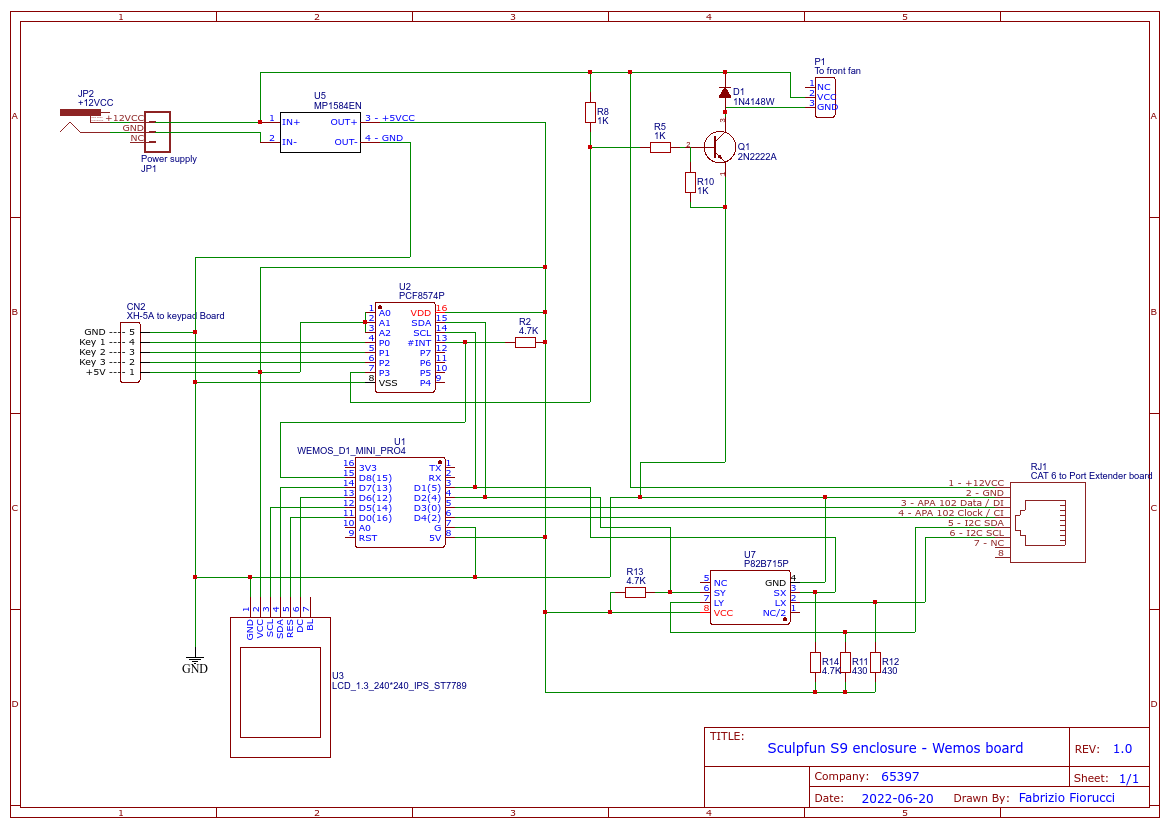 1 2 3 4 5
A A
B B
C C
D D
JP2
+12VCC
+12VCC
GND
NC
Power supply
JP1
U5
MP1584EN
1 IN+ OUT+ 3 - +5VCC
2 IN- OUT- 4 - GND
R8
1K
R5
1K
R10
1K
D1
1N4148W
3
2
1
Q1
2N2222A
P1
To front fan
1 NC
2 VCC
3 GND
CN2
XH-5A to keypad Board
GND 5
Key 1 4
Key 2 3
Key 3 2
+5V 1
U2
PCF8574P
1 A0 VDD 16
2 A1 SDA 15
3 A2 SCL 14
4 P0 #INT 13
5 P1 P7 12
6 P2 P6 11
7 P3 P5 10
8 VSS P4 9
R2
4.7K
U1
WEMOS_D1_MINI_PRO4
16 3V3 TX 1
15 D8(15) RX 2
14 D7(13) D1(5) 3
13 D6(12) D2(4) 4
12 D5(14) D3(0) 5
11 D0(16) D4(2) 6
10 A0 G 7
9 RST 5V 8
RJ1
CAT 6 to Port Extender board
1 - +12VCC
2 - GND
3 - APA 102 Data / DI
4 - APA 102 Clock / CI
5 - I2C SDA
6 - I2C SCL
7 - NC
8
U7
P82B715P
5 NC GND 4
6 SY SX 3
7 LY LX 2
8 VCC NC/2 1
R13
4.7K
R14
4.7K
R11
430
R12
430
1 2 3 4 5 6 7
GND VCC SCL SDA RES DC BL
U3
LCD_1.3_240*240_IPS_ST7789
GND
TITLE:
Sculpfun S9 enclosure - Wemos board
REV: 1.0
Company: 65397
Sheet: 1/1
Date: 2022-06-20 Drawn By: Fabrizio Fiorucci
1 2 3 4 5